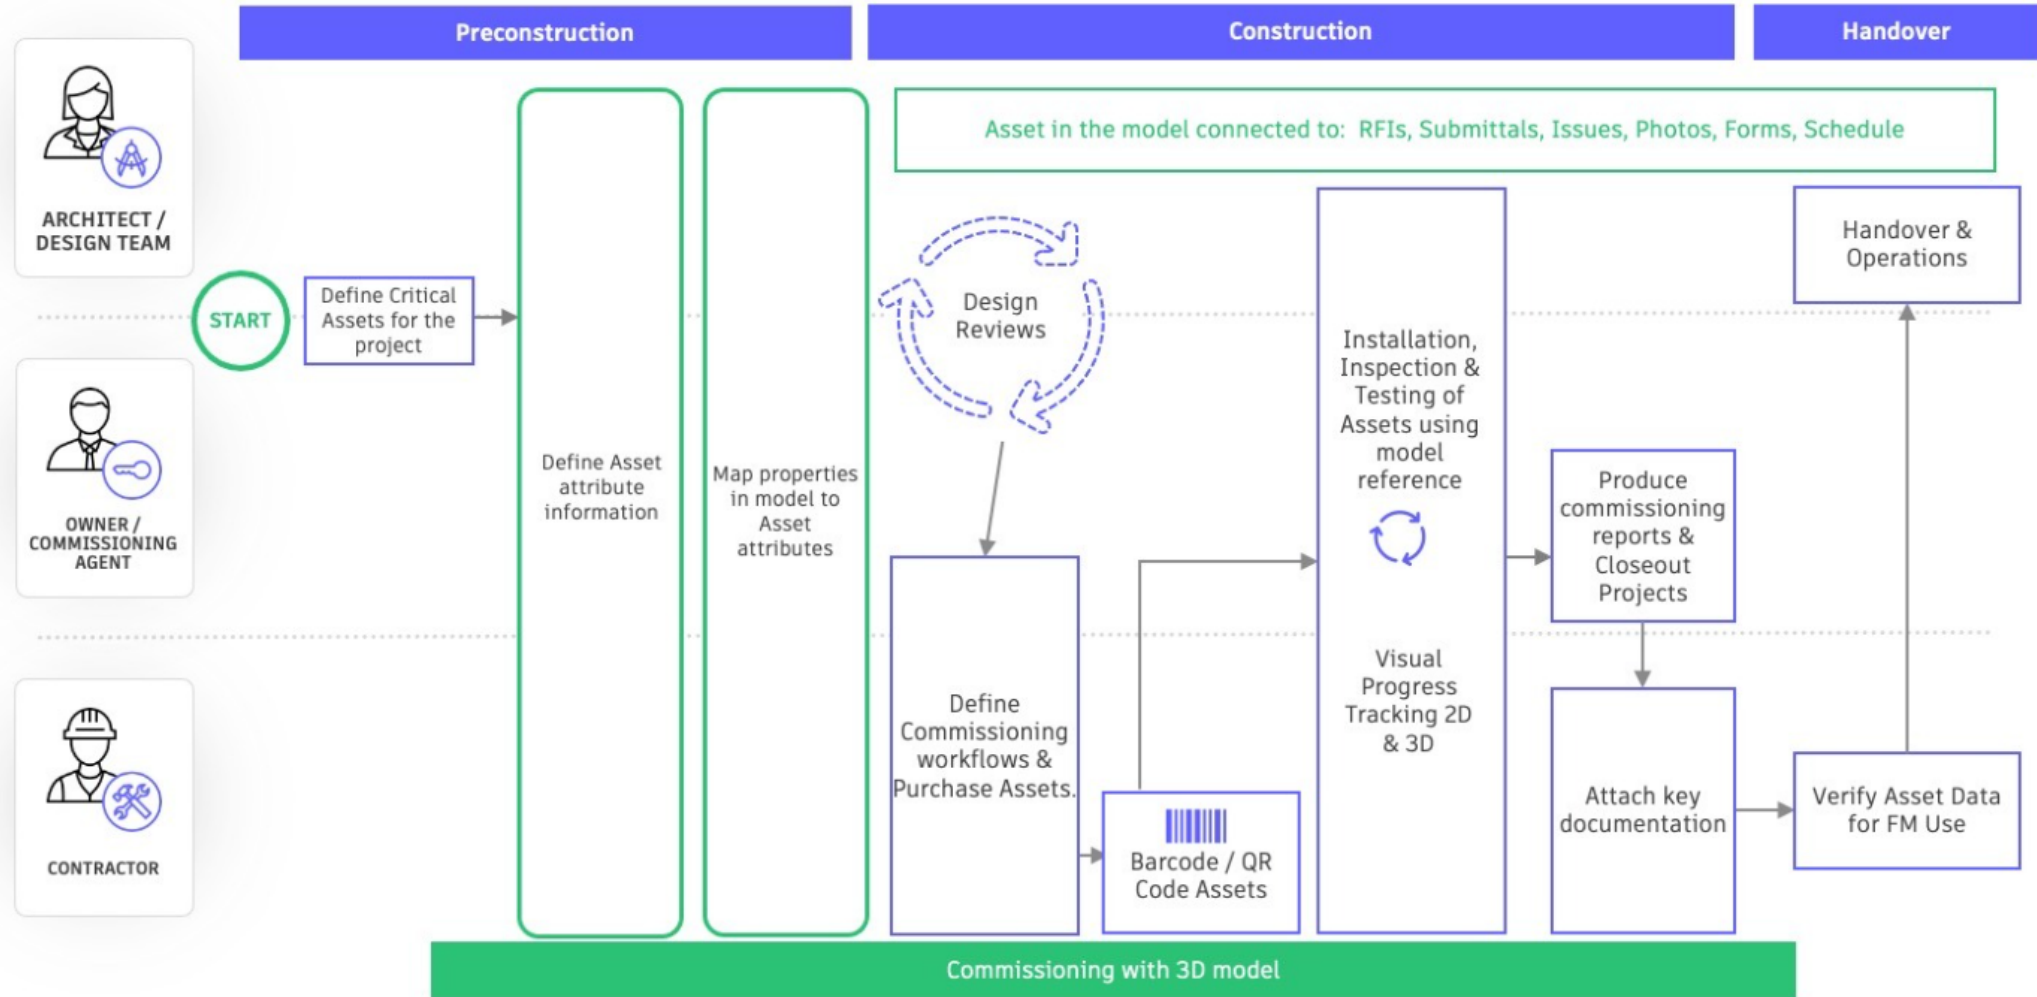 Preconstruction
Construction
Handover
ARCHITECT /
DESIGN TEAM
OWNER /
COMMISSIONING
AGENT
CONTRACTOR
START
Define Critical
Assets for the
project
Define Asset
attribute
information
Map properties
in model to
Asset
attributes
Asset in the model connected to: RFIs, Submittals, Issues, Photos, Forms, Schedule
Design
Reviews
Define
Commissioning
workflows &
Purchase Assets.
Barcode / QR
Code Assets
Installation,
Inspection &
Testing of
Assets using
model
reference
Visual
Progress
Tracking 2D
& 3D
Produce
commissioning
reports &
Closeout
Projects
Attach key
documentation
Verify Asset Data
for FM Use
Handover &
Operations
Commissioning with 3D model